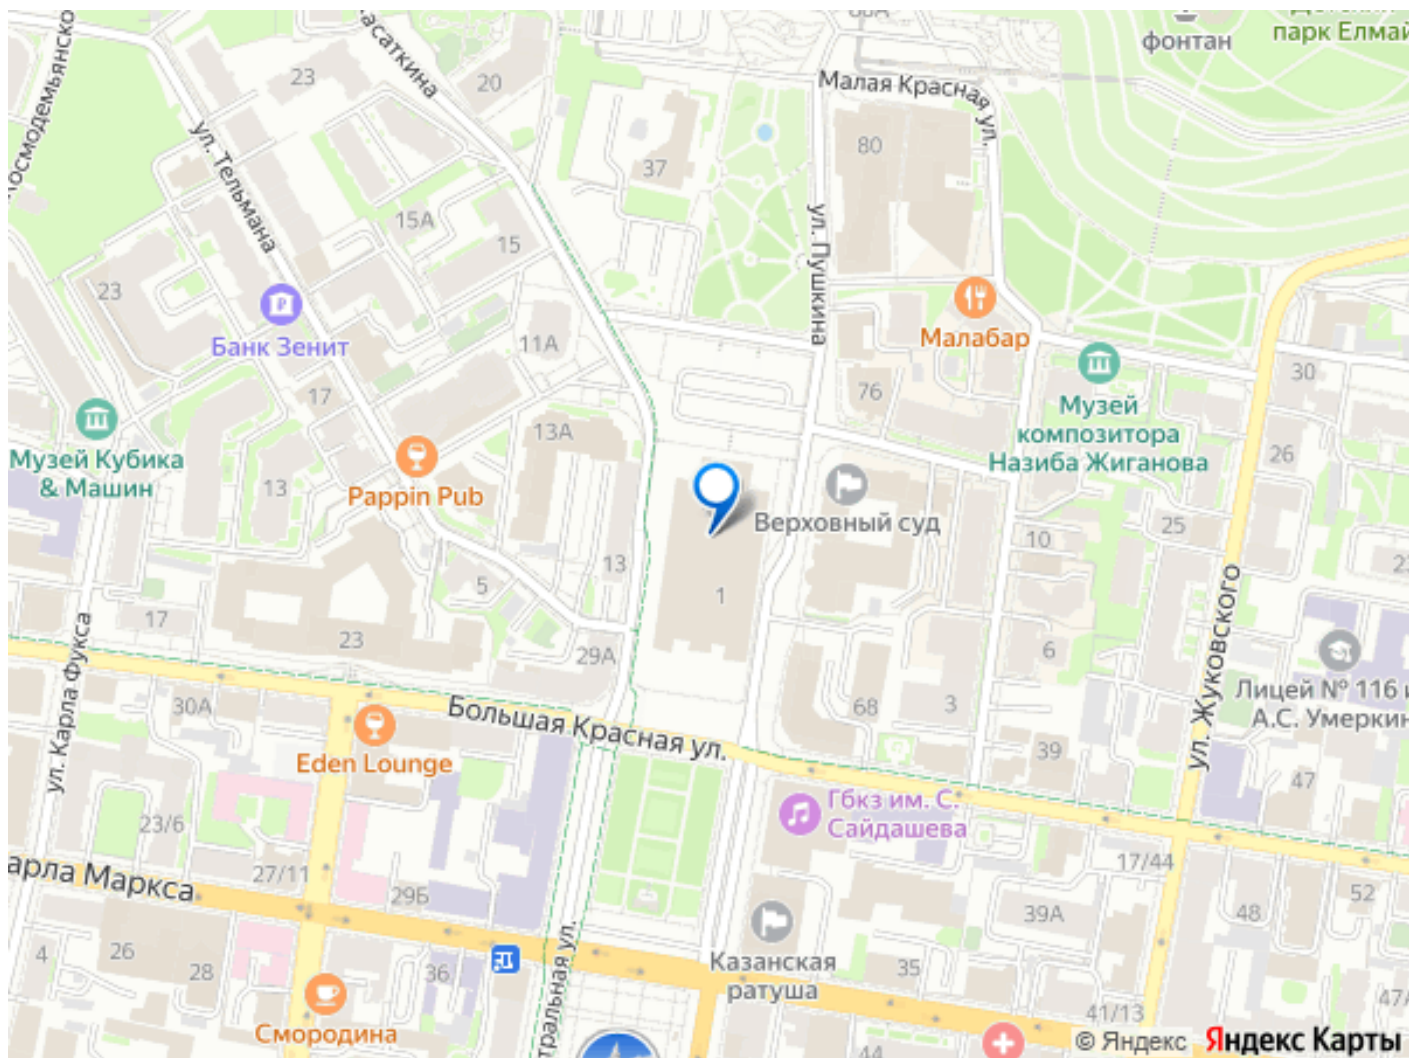 88А
фонтан
парк Елмай
Касаткина
20
23
Малая Красная ул.
80
37
ул. Тельмана
15А
15
ул. Пушкина
23
Банк Зенит
11А
Малабар
17
76
30
Музей
композитора
Назиба Жиганова
26
13А
Музей Кубика
& Машин
13
Pappin Pub
Верховный суд
25
10
13
5
1
17
23
29А
6
ул. Карла Фукса
ул. Жуковского
Лицей № 116 и
А.С. Умеркин
30А
Большая Красная ул.
68
3
Eden Lounge
39
47
Гбкз им. С.
Сайдашева
23/6
17/44
арла Маркса
27/11
29Б
52
39А
48
4
26
28
36
Казанская
ратуша
35
Смородина
41/13
47А
44
© Яндекс Яндекс Карты